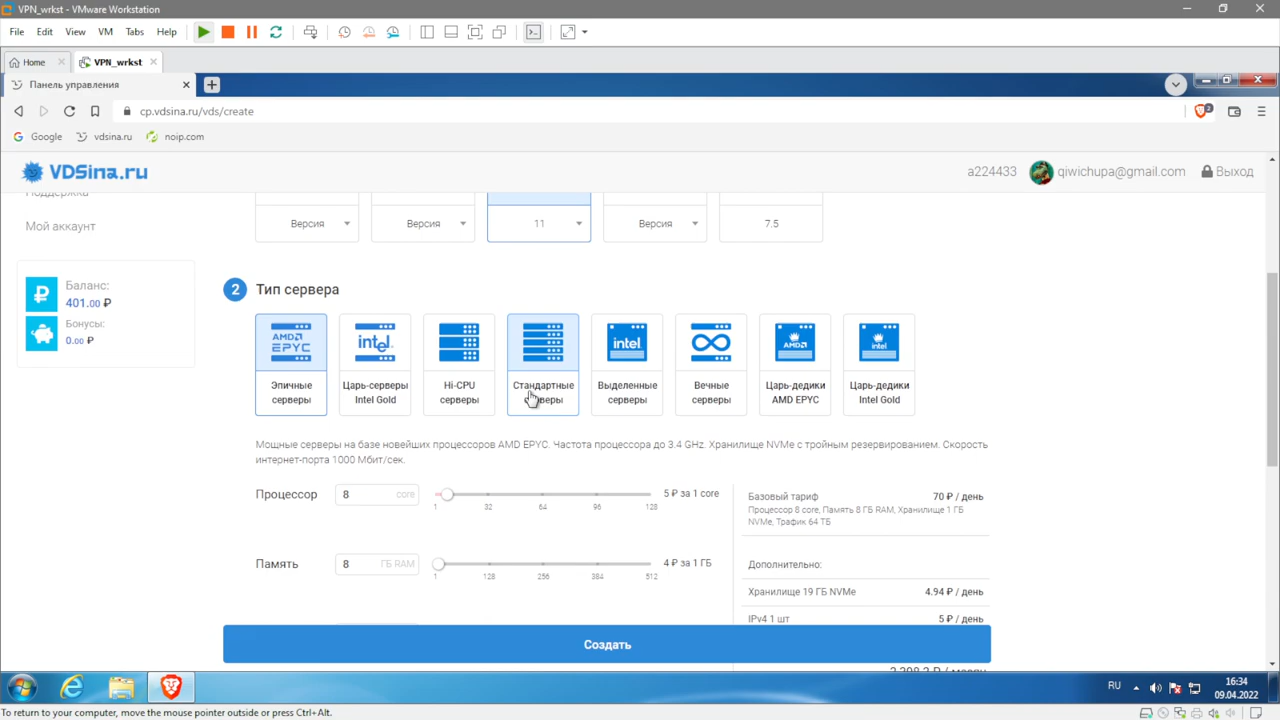 VPN_wrkst - VMware Workstation
File Edit View VM Tabs Help
Home VPN_wrkst
Панель управления
cp.vdsina.ru/vds/create
2
Google vdsina.ru noip.com
VDSina.ru
a224433 qiwichupa@gmail.com Выход
Поддержка
Мой аккаунт
Баланс:
401.00 ₽
Бонусы:
0.00 ₽
Версия Версия 11 Версия 7.5
2 Тип сервера
AMD EPYC intel. intel. AMD intel
Эпичные серверы
Царь-серверы Intel Gold
Hi-CPU серверы
Стандартные серверы
Выделенные серверы
Вечные серверы
Царь-дедики AMD EPYC
Царь-дедики Intel Gold
Мощные серверы на базе новейших процессоров AMD EPYC. Частота процессора до 3.4 GHz. Хранилище NVMe с тройным резервированием. Скорость
интернет-порта 1000 Мбит/сек.
Процессор 8 core 5 ₽ за 1 core
1 32 64 96 128
Память 8 ГБ RAM 4 ₽ за 1 ГБ
1 128 256 384 512
Базовый тариф 70 ₽ / день
Процессор 8 core, Память 8 ГБ RAM, Хранилище 1 ГБ
NVMe, Трафик 64 ТБ
Дополнительно:
Хранилище 19 ГБ NVMe 4.94 ₽ / день
IPv4 1 шт 5 ₽ / день
Создать
RU 16:34
09.04.2022
To return to your computer, move the mouse pointer outside or press Ctrl+Alt.